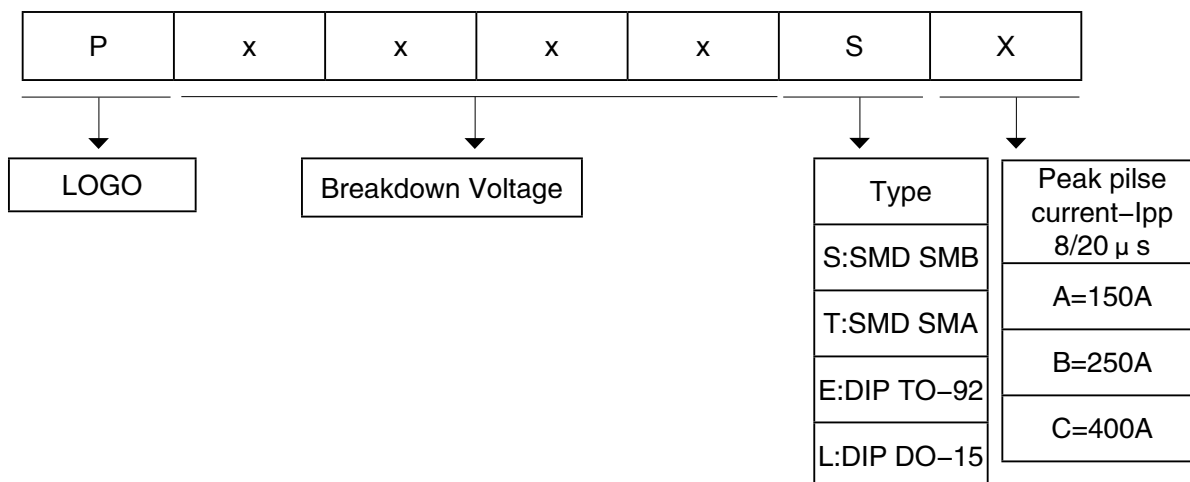 P x x x x S X
LOGO
Breakdown Voltage
Type
S:SMD SMB
T:SMD SMA
E:DIP TO–92
L:DIP DO–15
Peak pilse
current–Ipp
8/20 μ s
A=150A
B=250A
C=400A